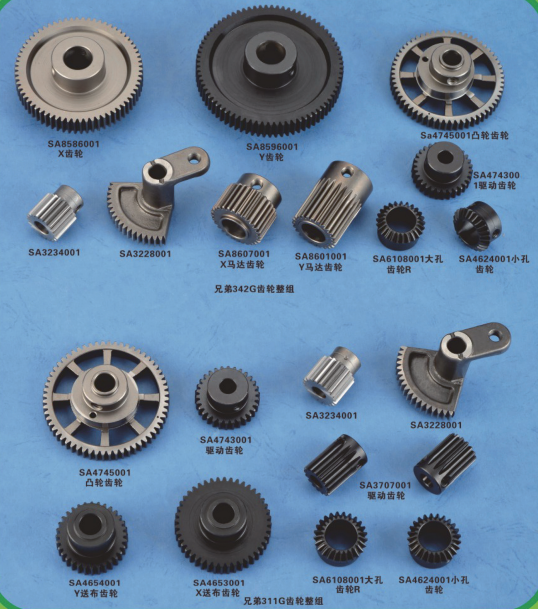 SA8586001
X齿轮
SA8596001
Y齿轮
Sa4745001凸轮齿轮
SA474300
1驱动齿轮
SA3234001
SA3228001
SA8607001
X马达齿轮
SA8601001
Y马达齿轮
SA6108001大孔
齿轮R
SA4624001小孔
齿轮
兄弟342G齿轮整组
SA4745001
凸轮齿轮
SA4743001
驱动齿轮
SA3234001
SA3228001
SA3707001
驱动齿轮
SA4654001
Y送布齿轮
SA4653001
X送布齿轮
SA6108001大孔
齿轮R
SA4624001小孔
齿轮
兄弟311G齿轮整组